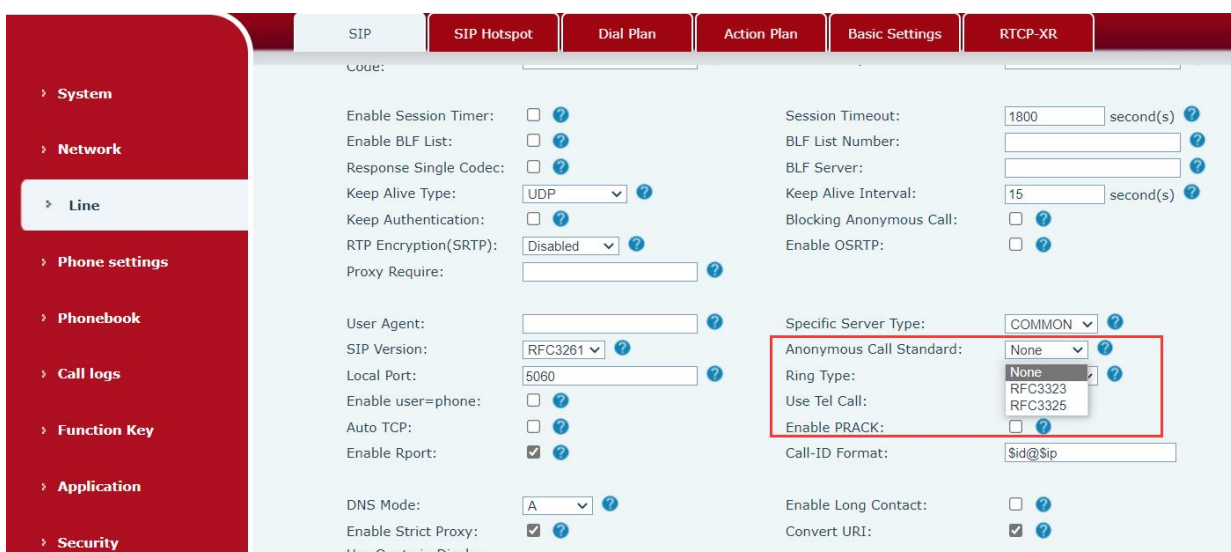 SIP SIP Hotspot Dial Plan Action Plan Basic Settings RTCP-XR
System
Network
Line
Phone settings
Phonebook
Call logs
Function Key
Application
Security
Code:
Enable Session Timer: Session Timeout: 1800 second(s)
Enable BLF List: BLF List Number:
Response Single Codec: BLF Server:
Keep Alive Type: UDP Keep Alive Interval: 15 second(s)
Keep Authentication: Blocking Anonymous Call:
RTP Encryption(SRTP): Disabled Enable OSRTP:
Proxy Require:
User Agent: Specific Server Type: COMMON
SIP Version: RFC3261 Anonymous Call Standard: None
Local Port: 5060 Ring Type: None
RFC3323
Enable user=phone: Use Tel Call: RFC3325
Auto TCP: Enable PRACK:
Enable Rport: Call-ID Format: $id@$ip
DNS Mode: A Enable Long Contact:
Enable Strict Proxy: Convert URI: